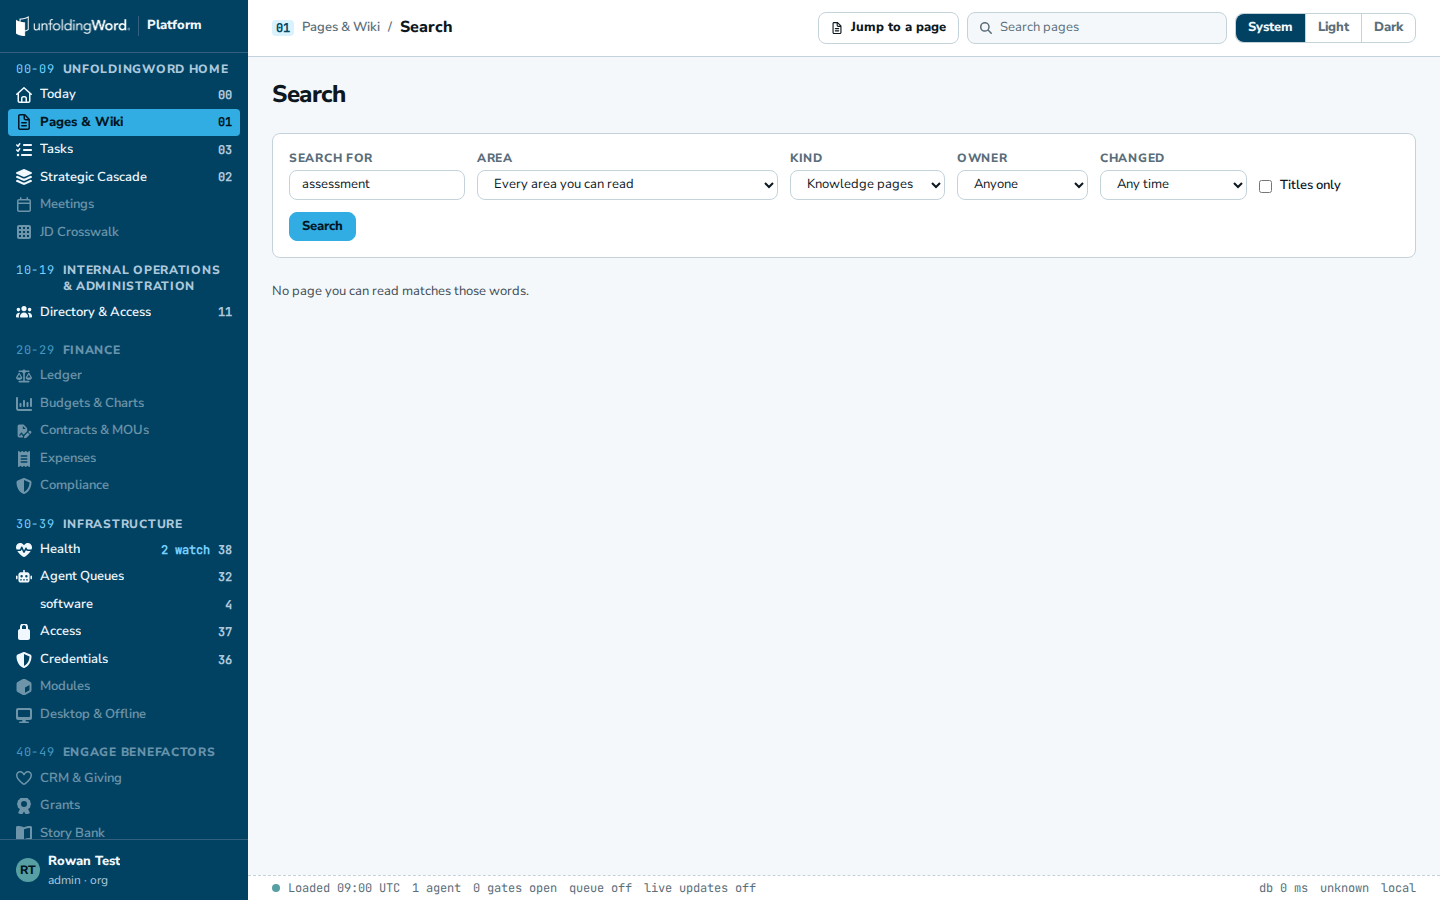 unfoldingWord. Platform
00-09 UNFOLDINGWORD HOME
Today 00
Pages & Wiki 01
Tasks 03
Strategic Cascade 02
Meetings
JD Crosswalk
10-19 INTERNAL OPERATIONS
& ADMINISTRATION
Directory & Access 11
20-29 FINANCE
Ledger
Budgets & Charts
Contracts & MOUs
Expenses
Compliance
30-39 INFRASTRUCTURE
Health 2 watch 38
Agent Queues 32
software 4
Access 37
Credentials 36
Modules
Desktop & Offline
40-49 ENGAGE BENEFACTORS
CRM & Giving
Grants
Story Bank
RT Rowan Test
admin · org
01 Pages & Wiki / Search
Jump to a page
Search pages
System Light Dark
Search
SEARCH FOR AREA KIND OWNER CHANGED
assessment Every area you can read Knowledge pages Anyone Any time Titles only
Search
No page you can read matches those words.
Loaded 09:00 UTC 1 agent 0 gates open queue off live updates off db 0 ms unknown local